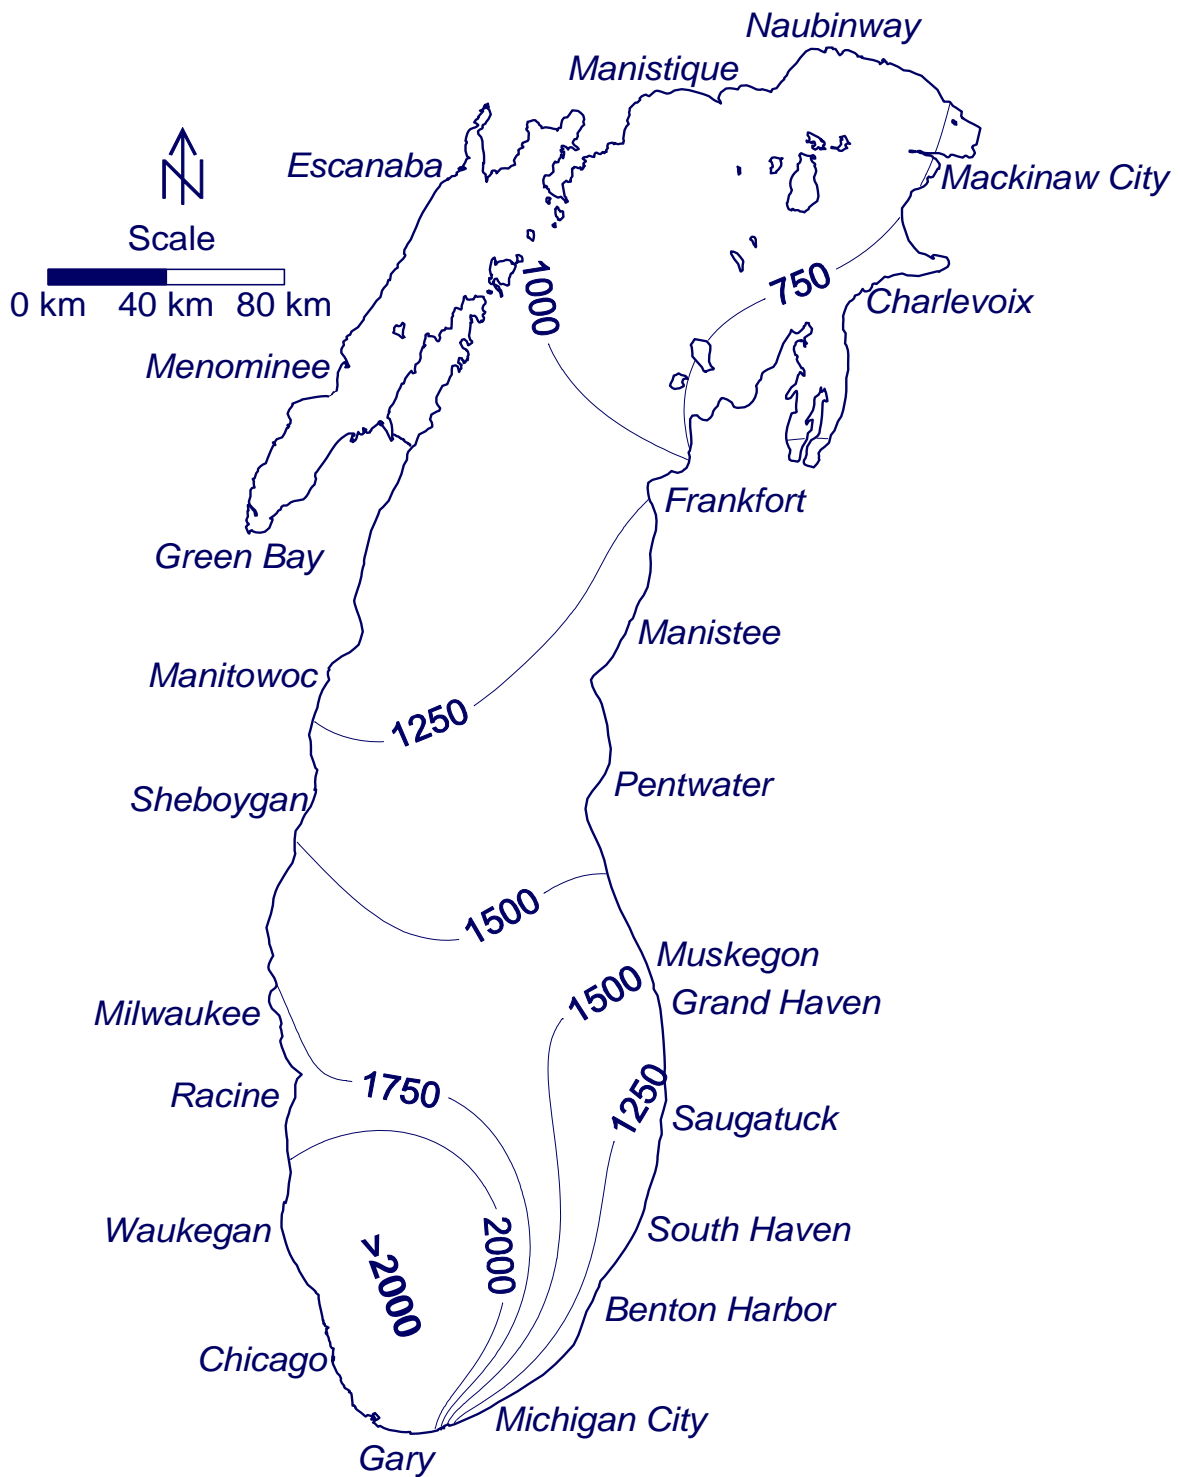 Naubinway
Manistique
Escanaba
N
Mackinaw City
Scale
0 km 40 km 80 km
1000
750
Charlevoix
Menominee
Frankfort
Green Bay
Manistee
Manitowoc
1250
Pentwater
Sheboygan
1500
Muskegon
1500
Grand Haven
Milwaukee
1750
Racine
1250
Saugatuck
Waukegan
2000
South Haven
>2000
Benton Harbor
Chicago
Michigan City
Gary